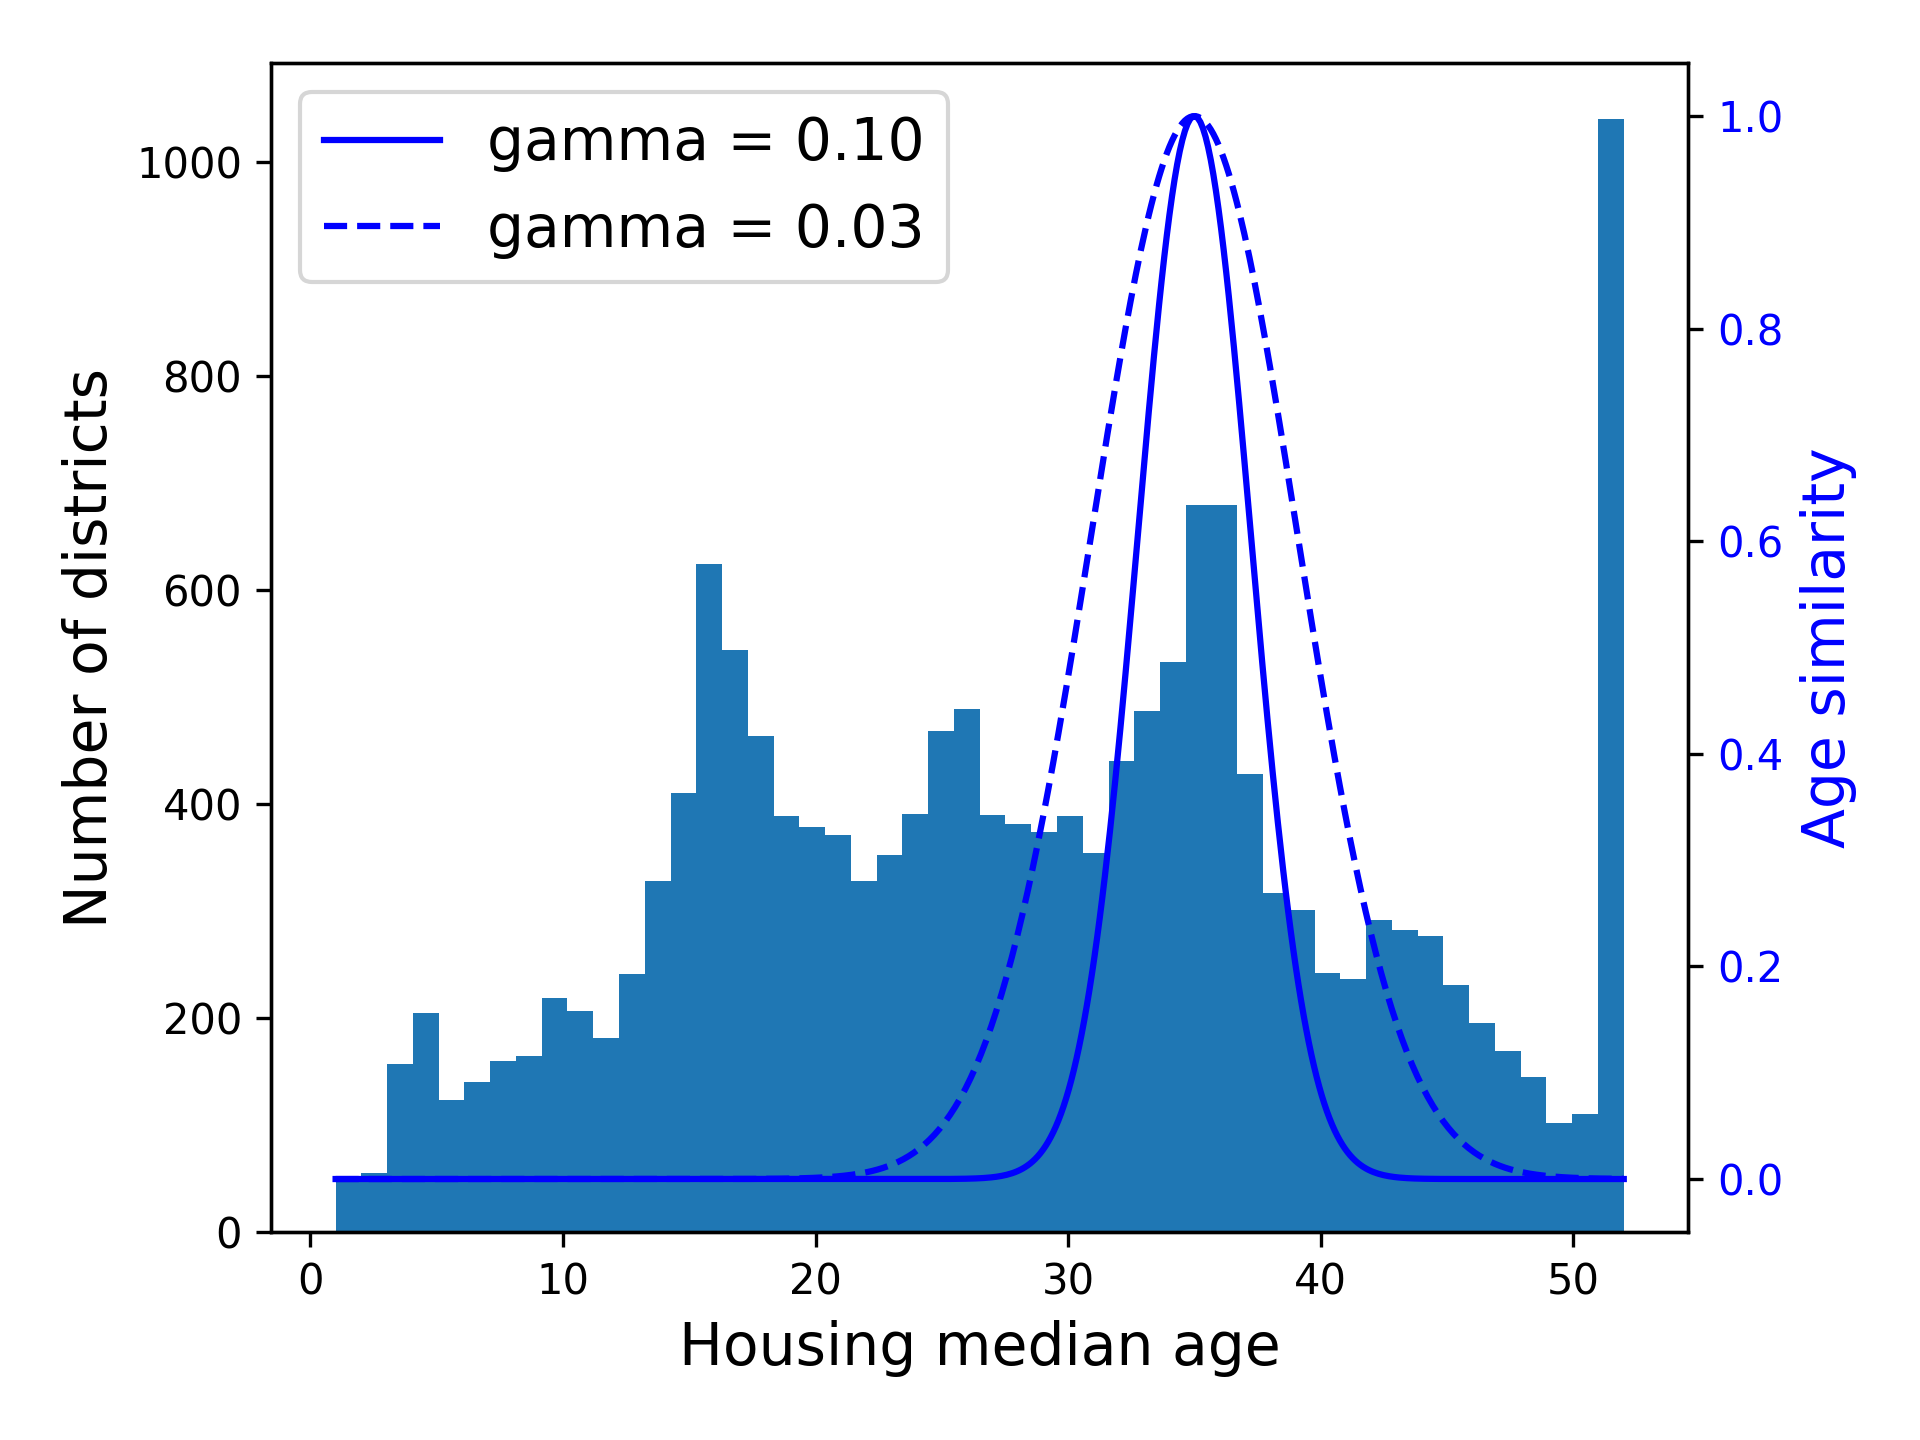 gamma = 0.10
gamma = 0.03
1000
800
600
400
200
0
Number of districts
1.0
0.8
0.6
0.4
0.2
0.0
Age similarity
0 10 20 30 40 50
Housing median age